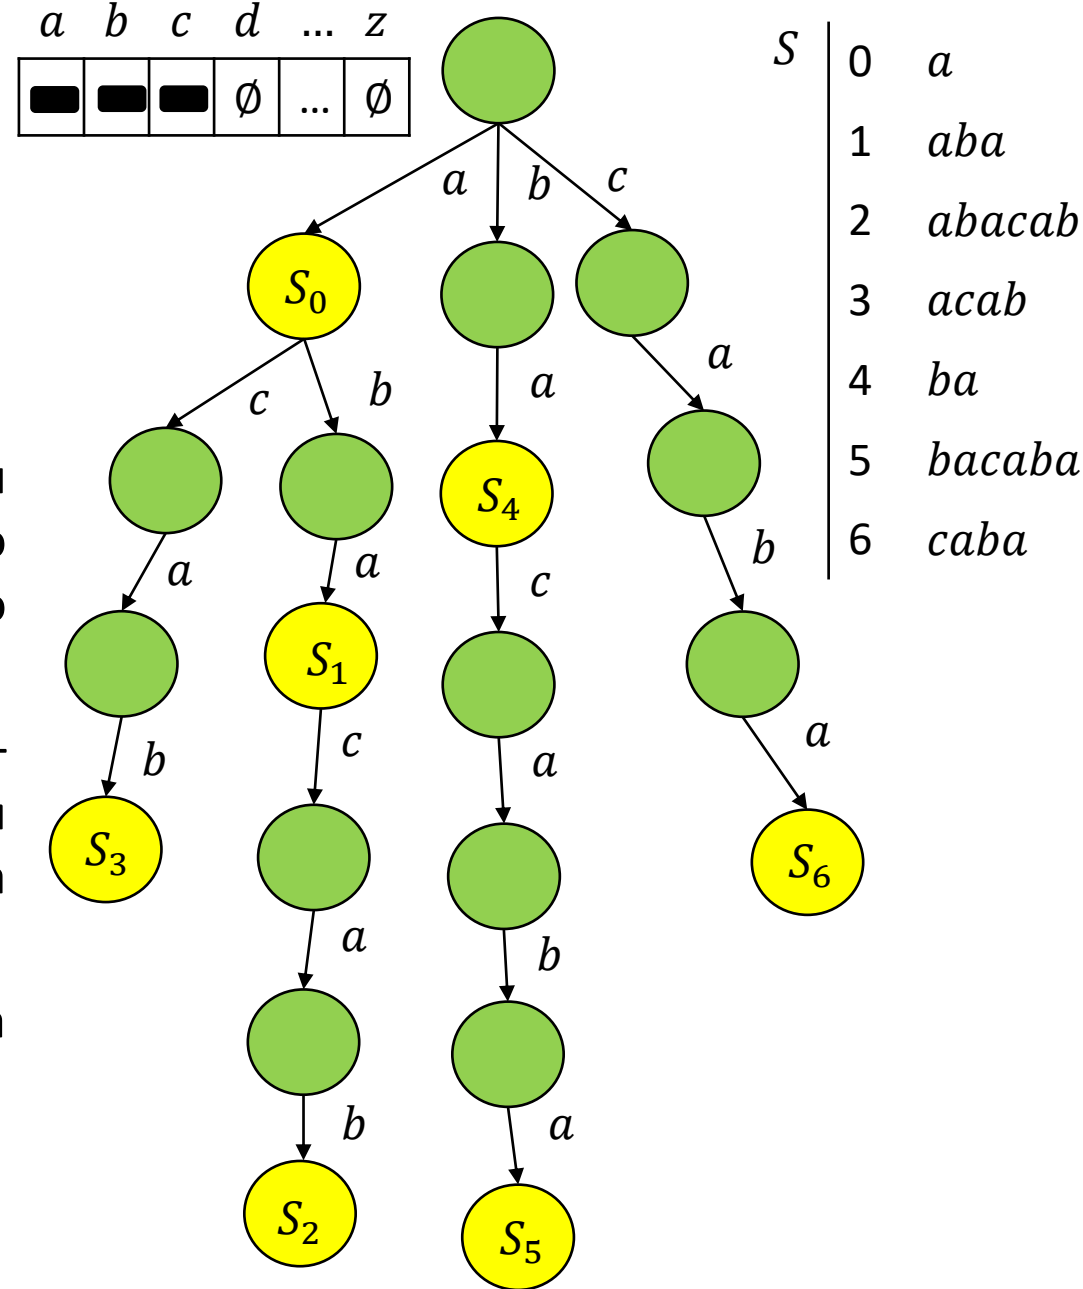 a b c d ... z
∅ ... ∅
S
0 a
1 aba
2 abacab
3 acab
4 ba
5 bacaba
6 caba
a b c
S₀
c b a a
S₄
a a c b
S₁
b c a a
S₃
S₆
a b
b a
S₂
S₅